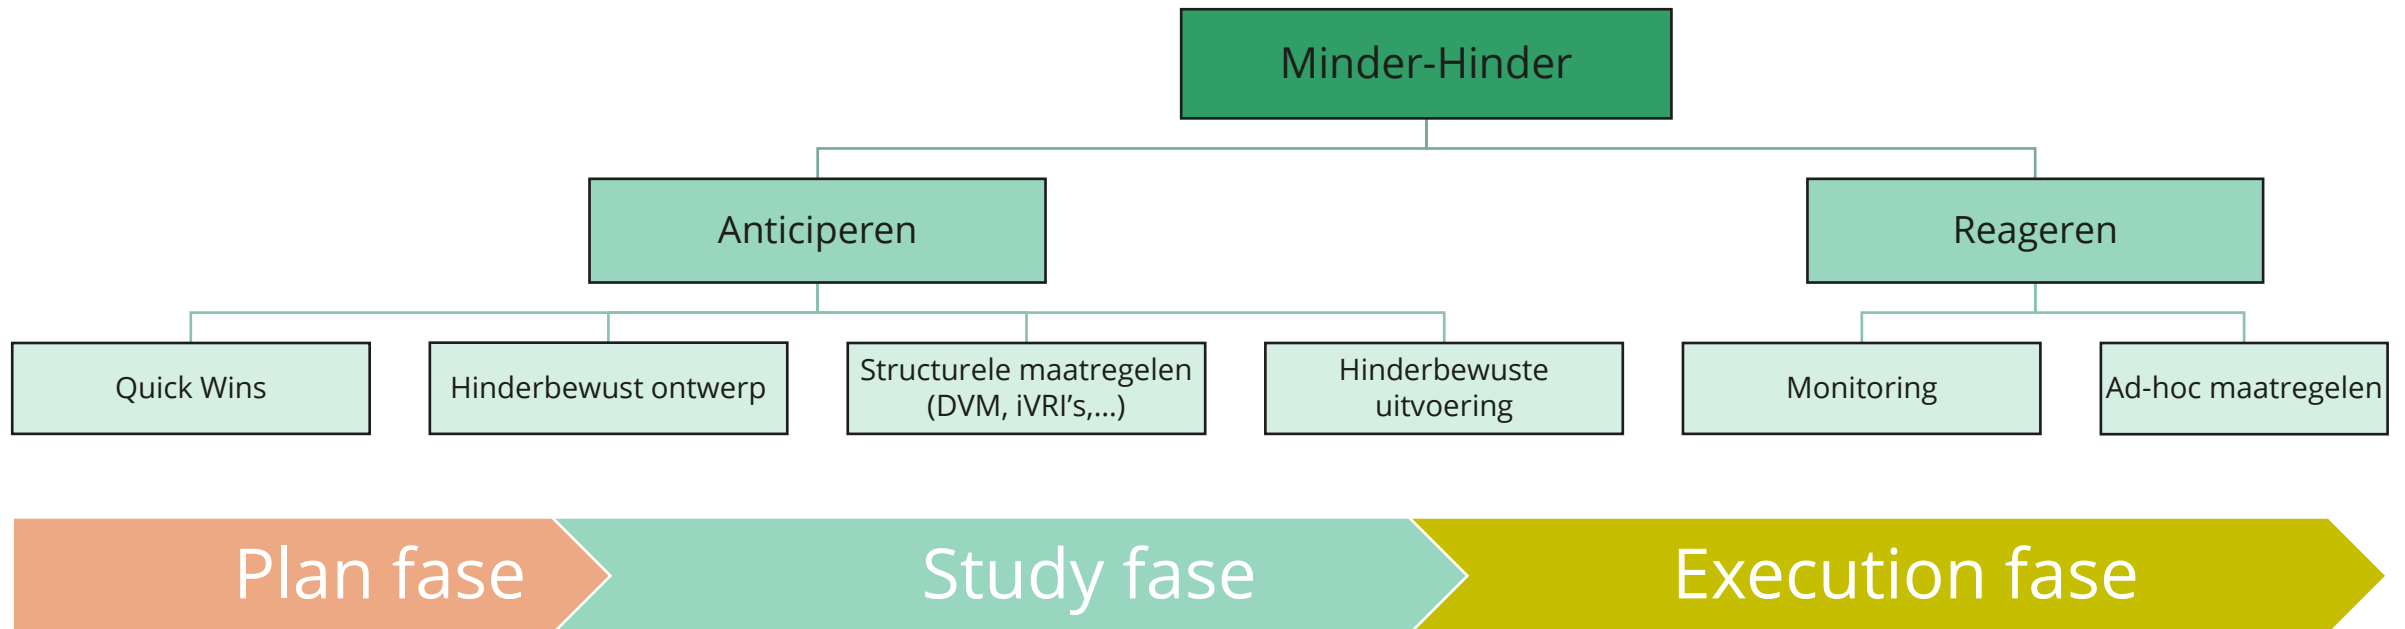 Minder-Hinder
Anticiperen
Reageren
Quick Wins
Hinderbewust ontwerp
Structurele maatregelen
(DVM, iVRI’s,...)
Hinderbewuste
uitvoering
Monitoring
Ad-hoc maatregelen
Plan fase
Study fase
Execution fase